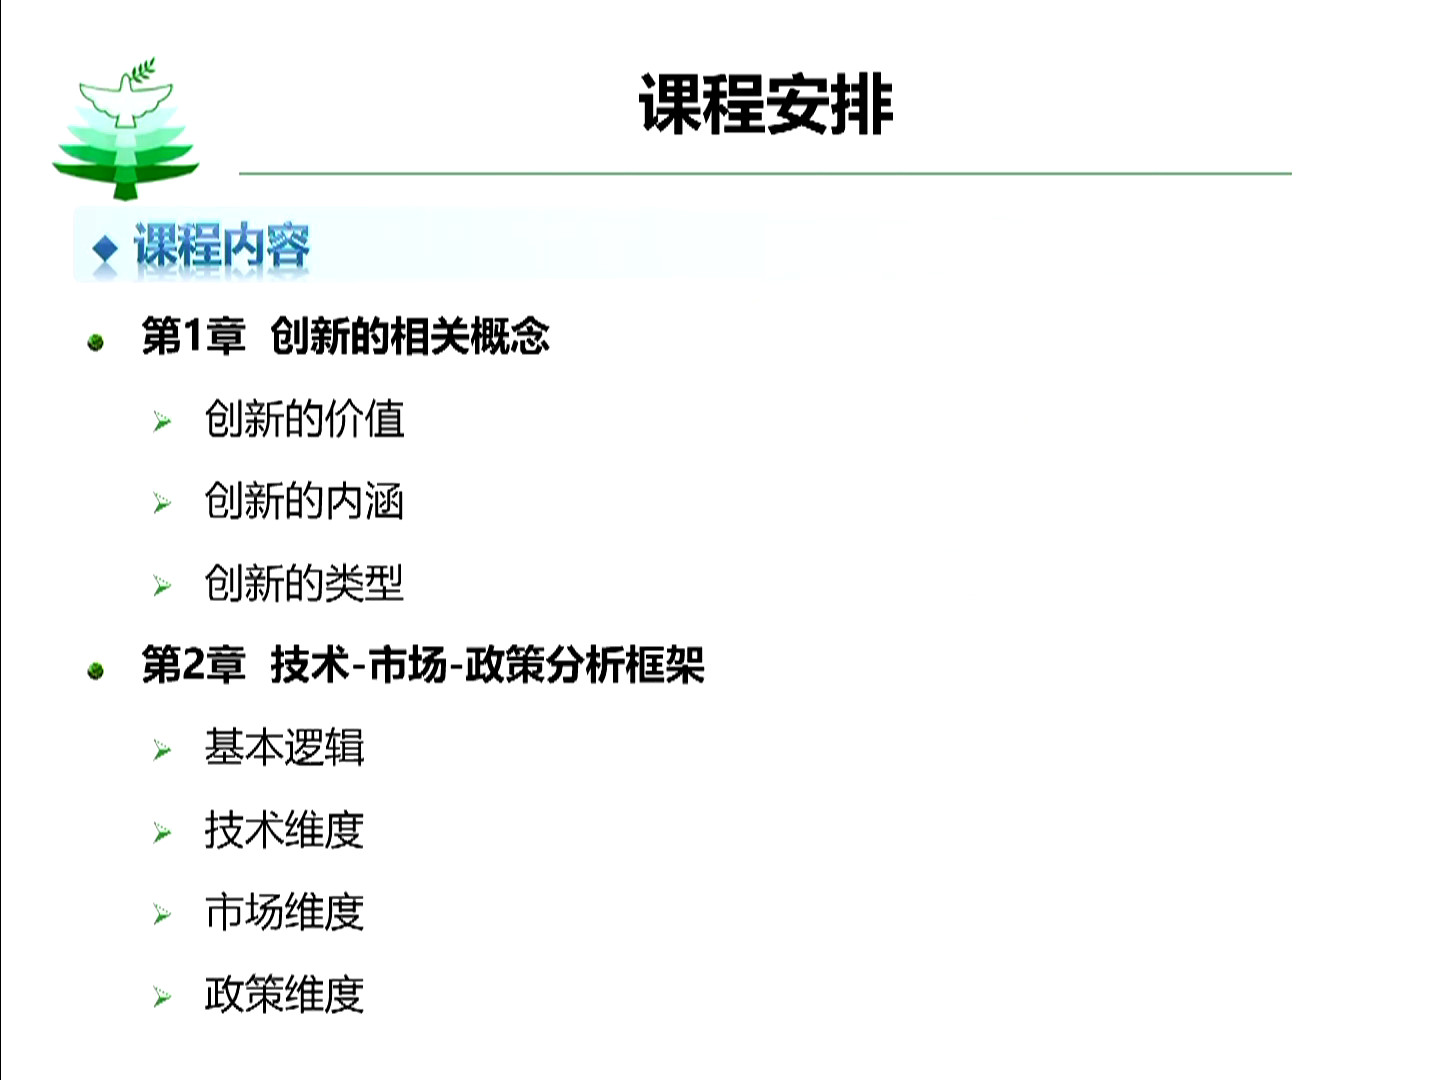 课程安排
课程内容
第1章 创新的相关概念
创新的价值
创新的内涵
创新的类型
第2章 技术-市场-政策分析框架
基本逻辑
技术维度
市场维度
政策维度